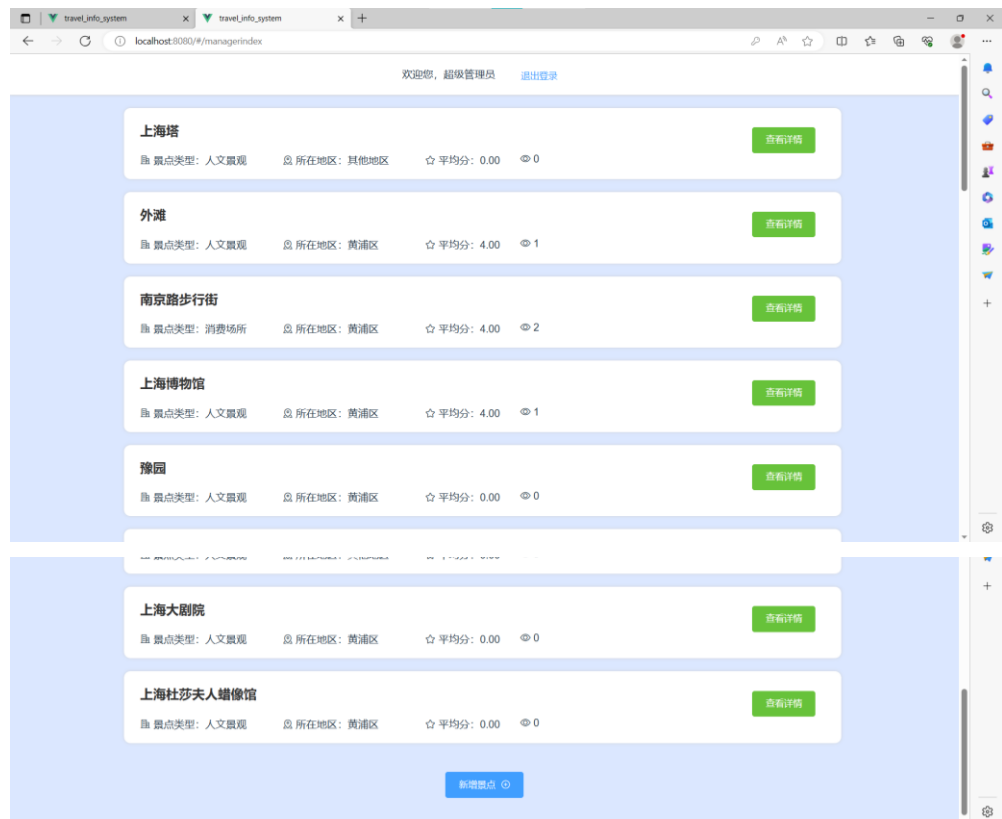 travel_info_system
travel_info_system
localhost:8080/#/managerindex
欢迎您，超级管理员 退出登录
上海塔
查看详情
景点类型：人文景观 所在地区：其他地区 平均分：0.00 0
外滩
查看详情
景点类型：人文景观 所在地区：黄浦区 平均分：4.00 1
南京路步行街
查看详情
景点类型：消费场所 所在地区：黄浦区 平均分：4.00 2
上海博物馆
查看详情
景点类型：人文景观 所在地区：黄浦区 平均分：4.00 1
豫园
查看详情
景点类型：人文景观 所在地区：黄浦区 平均分：0.00 0
上海大剧院
查看详情
景点类型：人文景观 所在地区：黄浦区 平均分：0.00 0
上海杜莎夫人蜡像馆
查看详情
景点类型：人文景观 所在地区：黄浦区 平均分：0.00 0
新增景点